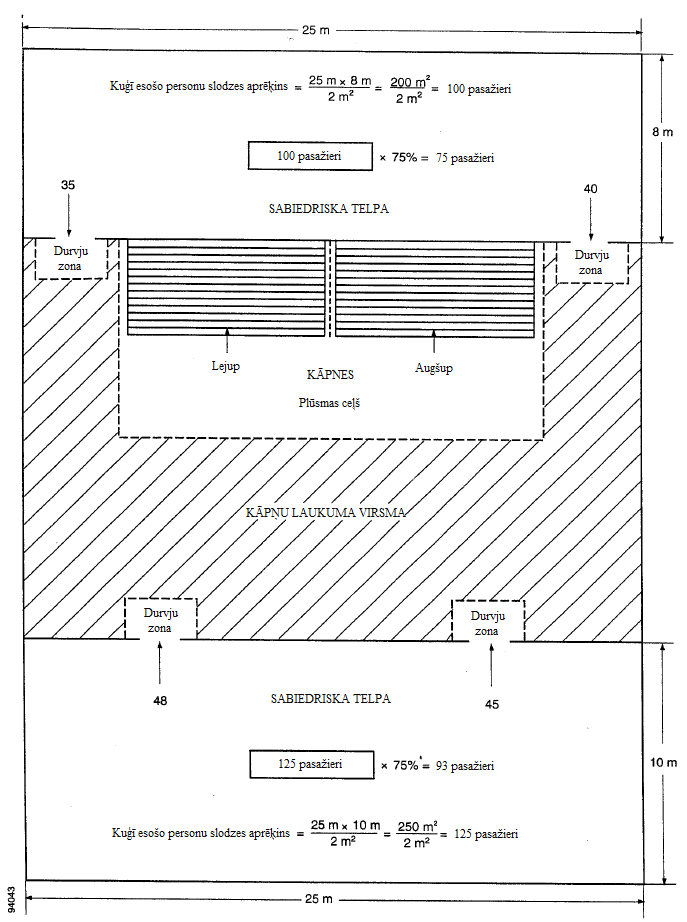 25 m
Kuģī esošo personu slodzes aprēķins = 25 m × 8 m / 2 m² = 200 m² / 2 m² = 100 pasažieri
8 m
100 pasažieri × 75% = 75 pasažieri
35
40
SABIEDRISKA TELPA
Durvju
zona
Durvju
zona
Lejup
Augšup
KĀPNES
Plūsmas ceļš
KĀPŅU LAUKUMA VIRSMA
Durvju
zona
Durvju
zona
48
45
SABIEDRISKA TELPA
125 pasažieri × 75%* = 93 pasažieri
10 m
Kuģī esošo personu slodzes aprēķins = 25 m × 10 m / 2 m² = 250 m² / 2 m² = 125 pasažieri
25 m
94043